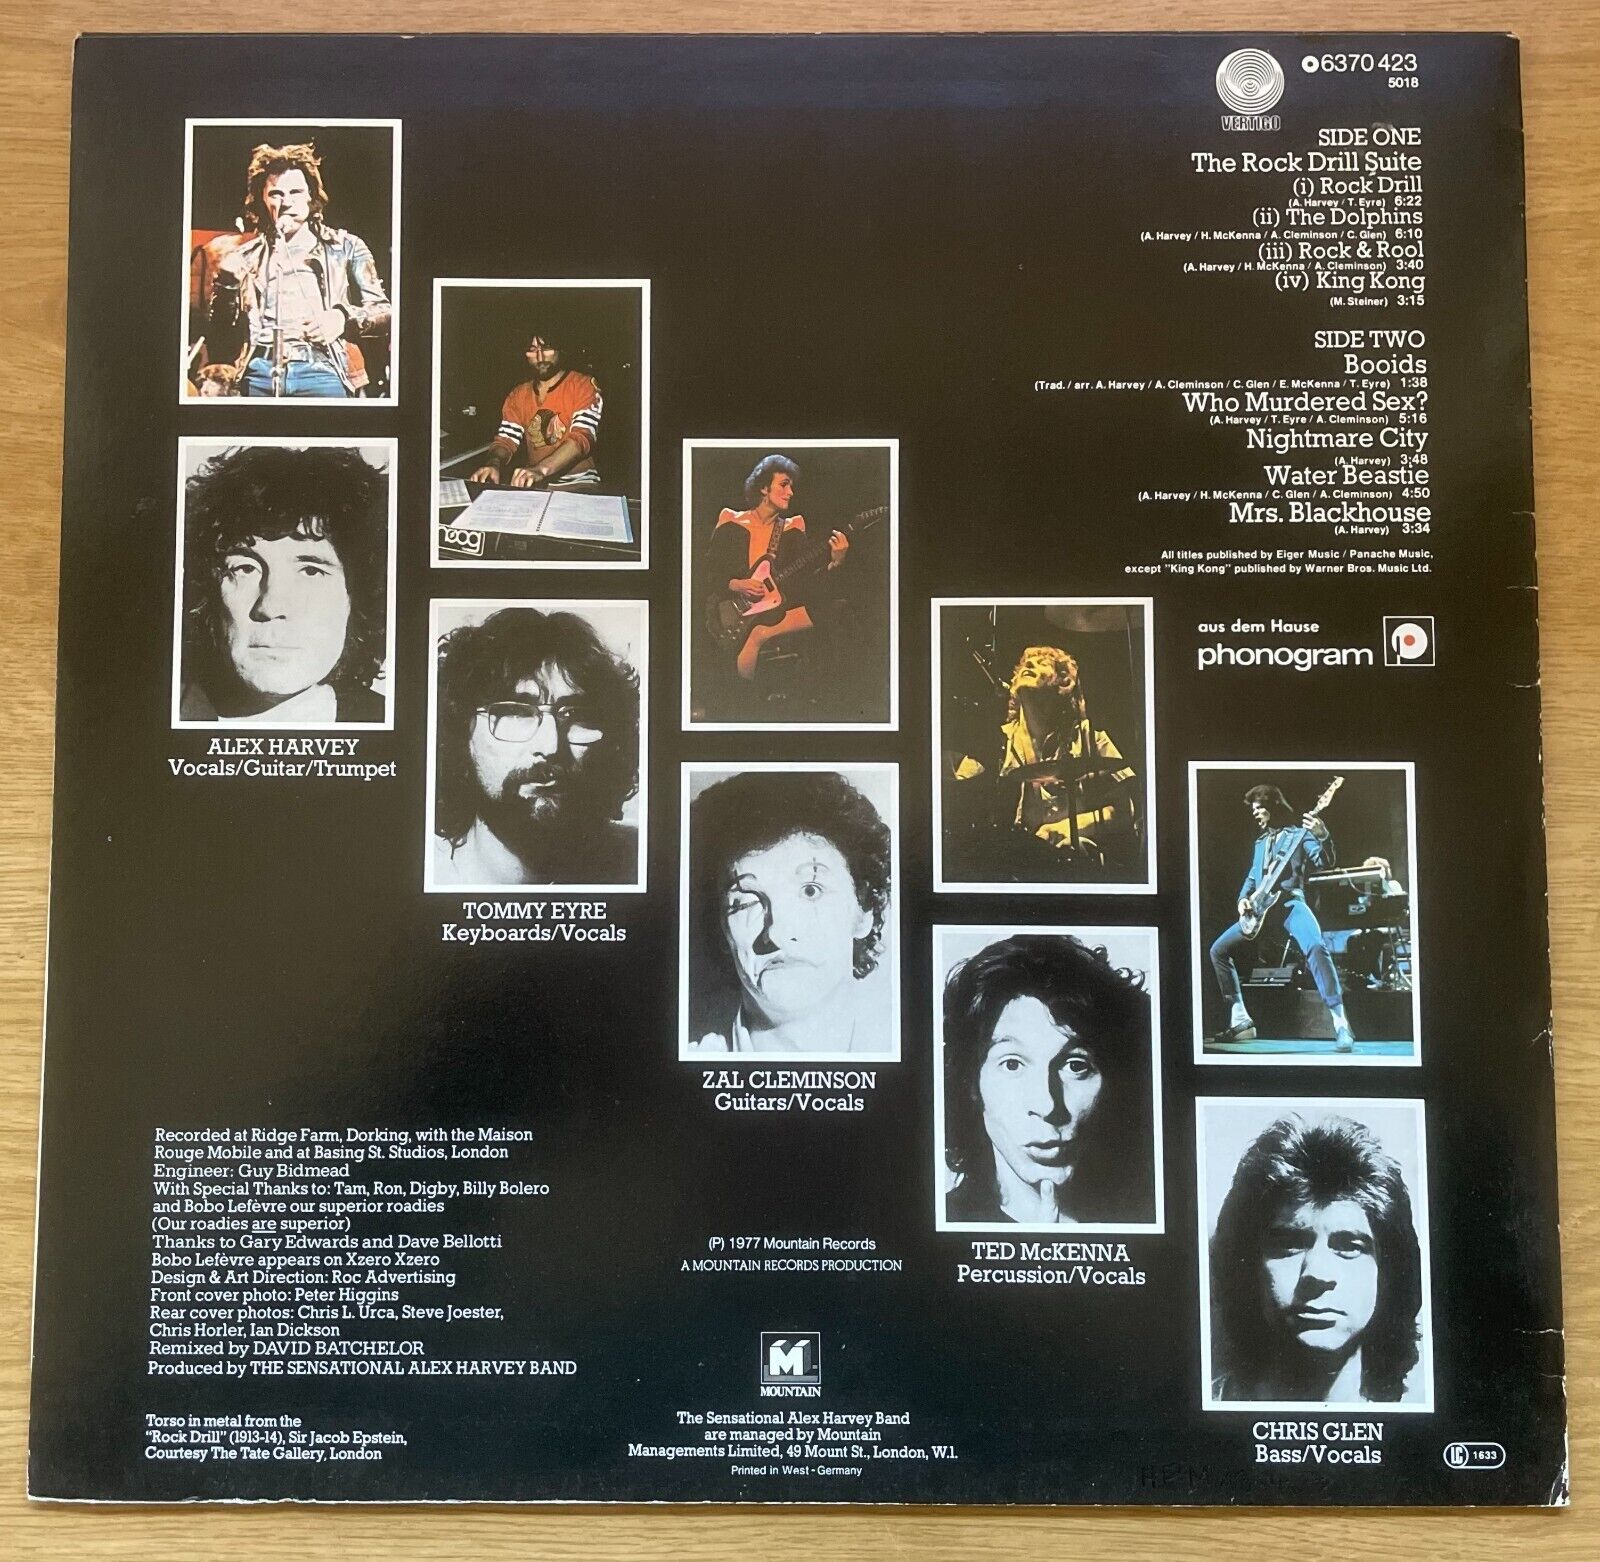 6370 423
5018
VERTIGO
SIDE ONE
The Rock Drill Suite
(i) Rock Drill
(A. Harvey / T. Eyre) 6:22
(ii) The Dolphins
(A. Harvey / H. McKenna / A. Cleminson / C. Glen) 6:10
(iii) Rock & Rool
(A. Harvey / H. McKenna / A. Cleminson) 3:40
(iv) King Kong
(M. Steiner) 3:15
SIDE TWO
Booids
(Trad. / arr. A. Harvey / A. Cleminson / C. Glen / E. McKenna / T. Eyre) 1:38
Who Murdered Sex?
(A. Harvey / T. Eyre / A. Cleminson) 5:16
Nightmare City
(A. Harvey) 3:48
Water Beastie
(A. Harvey / H. McKenna / C. Glen / A. Cleminson) 4:50
Mrs. Blackhouse
(A. Harvey) 3:34
All titles published by Eiger Music / Panache Music,
except "King Kong" published by Warner Bros. Music Ltd.
aus dem Hause
phonogram
moog
ALEX HARVEY
Vocals/Guitar/Trumpet
TOMMY EYRE
Keyboards/Vocals
ZAL CLEMINSON
Guitars/Vocals
TED McKENNA
Percussion/Vocals
CHRIS GLEN
Bass/Vocals
Recorded at Ridge Farm, Dorking, with the Maison
Rouge Mobile and at Basing St. Studios, London
Engineer: Guy Bidmead
With Special Thanks to: Tam, Ron, Digby, Billy Bolero
and Bobo Lefèvre our superior roadies
(Our roadies are superior)
Thanks to Gary Edwards and Dave Bellotti
Bobo Lefèvre appears on Xzero Xzero
Design & Art Direction: Roc Advertising
Front cover photo: Peter Higgins
Rear cover photos: Chris L. Urca, Steve Joester,
Chris Horler, Ian Dickson
Remixed by DAVID BATCHELOR
Produced by THE SENSATIONAL ALEX HARVEY BAND
Torso in metal from the
"Rock Drill" (1913-14), Sir Jacob Epstein,
Courtesy The Tate Gallery, London
(P) 1977 Mountain Records
A MOUNTAIN RECORDS PRODUCTION
M
MOUNTAIN
The Sensational Alex Harvey Band
are managed by Mountain
Managements Limited, 49 Mount St., London, W.1.
Printed in West-Germany
LC 1633